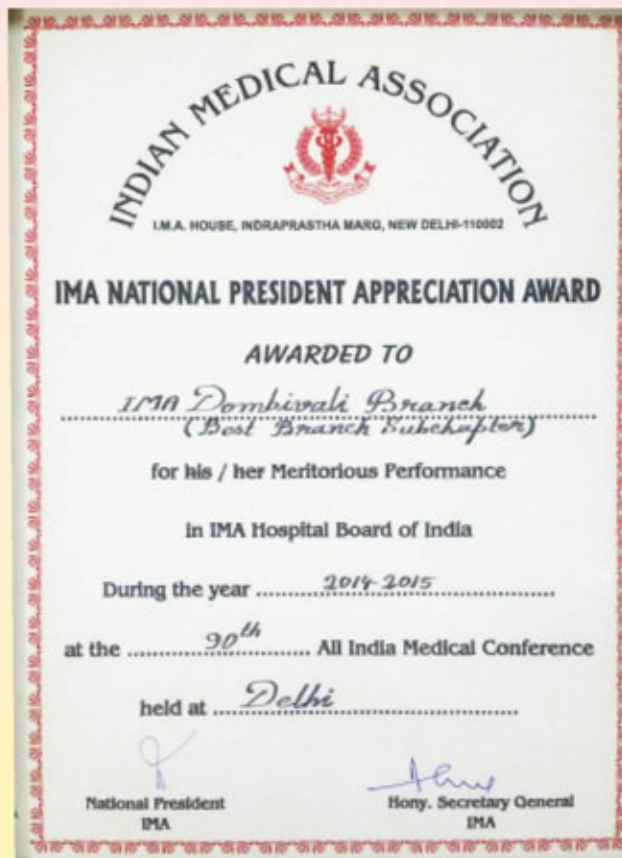 INDIAN MEDICAL ASSOCIATION
I.M.A. HOUSE, INDRAPRASTHA MARG, NEW DELHI-110002
IMA NATIONAL PRESIDENT APPRECIATION AWARD
AWARDED TO
IMA Dombivali Branch
(Best Branch Subchapter)
for his / her Meritorious Performance
in IMA Hospital Board of India
During the year 2014-2015
at the 90th All India Medical Conference
held at Delhi
National President
IMA
Hony. Secretary General
IMA